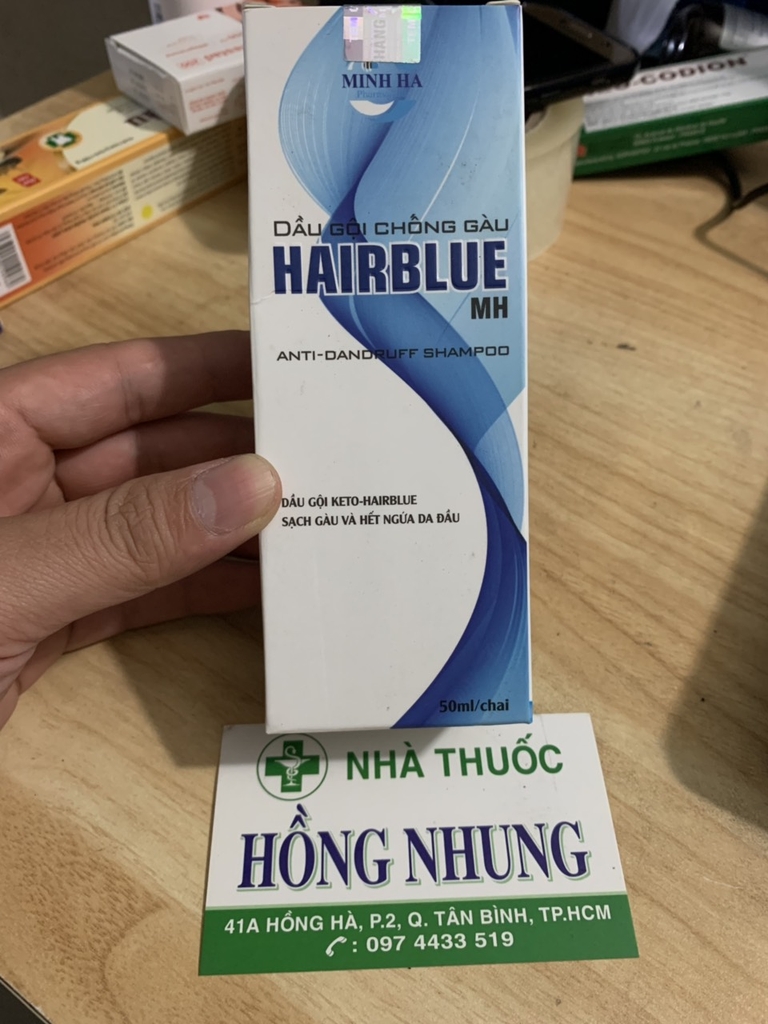 MINH HA
DẦU GỘI CHỐNG GÀU
HAIRBLUE
MH
ANTI-DANDRUFF SHAMPOO
DẦU GỘI KETO-HAIRBLUE
SẠCH GÀU VÀ HẾT NGỨA DA ĐẦU
50ml/chai
NHÀ THUỐC
HỒNG NHUNG
41A HỒNG HÀ, P.2, Q. TÂN BÌNH, TP.HCM
: 097 4433 519